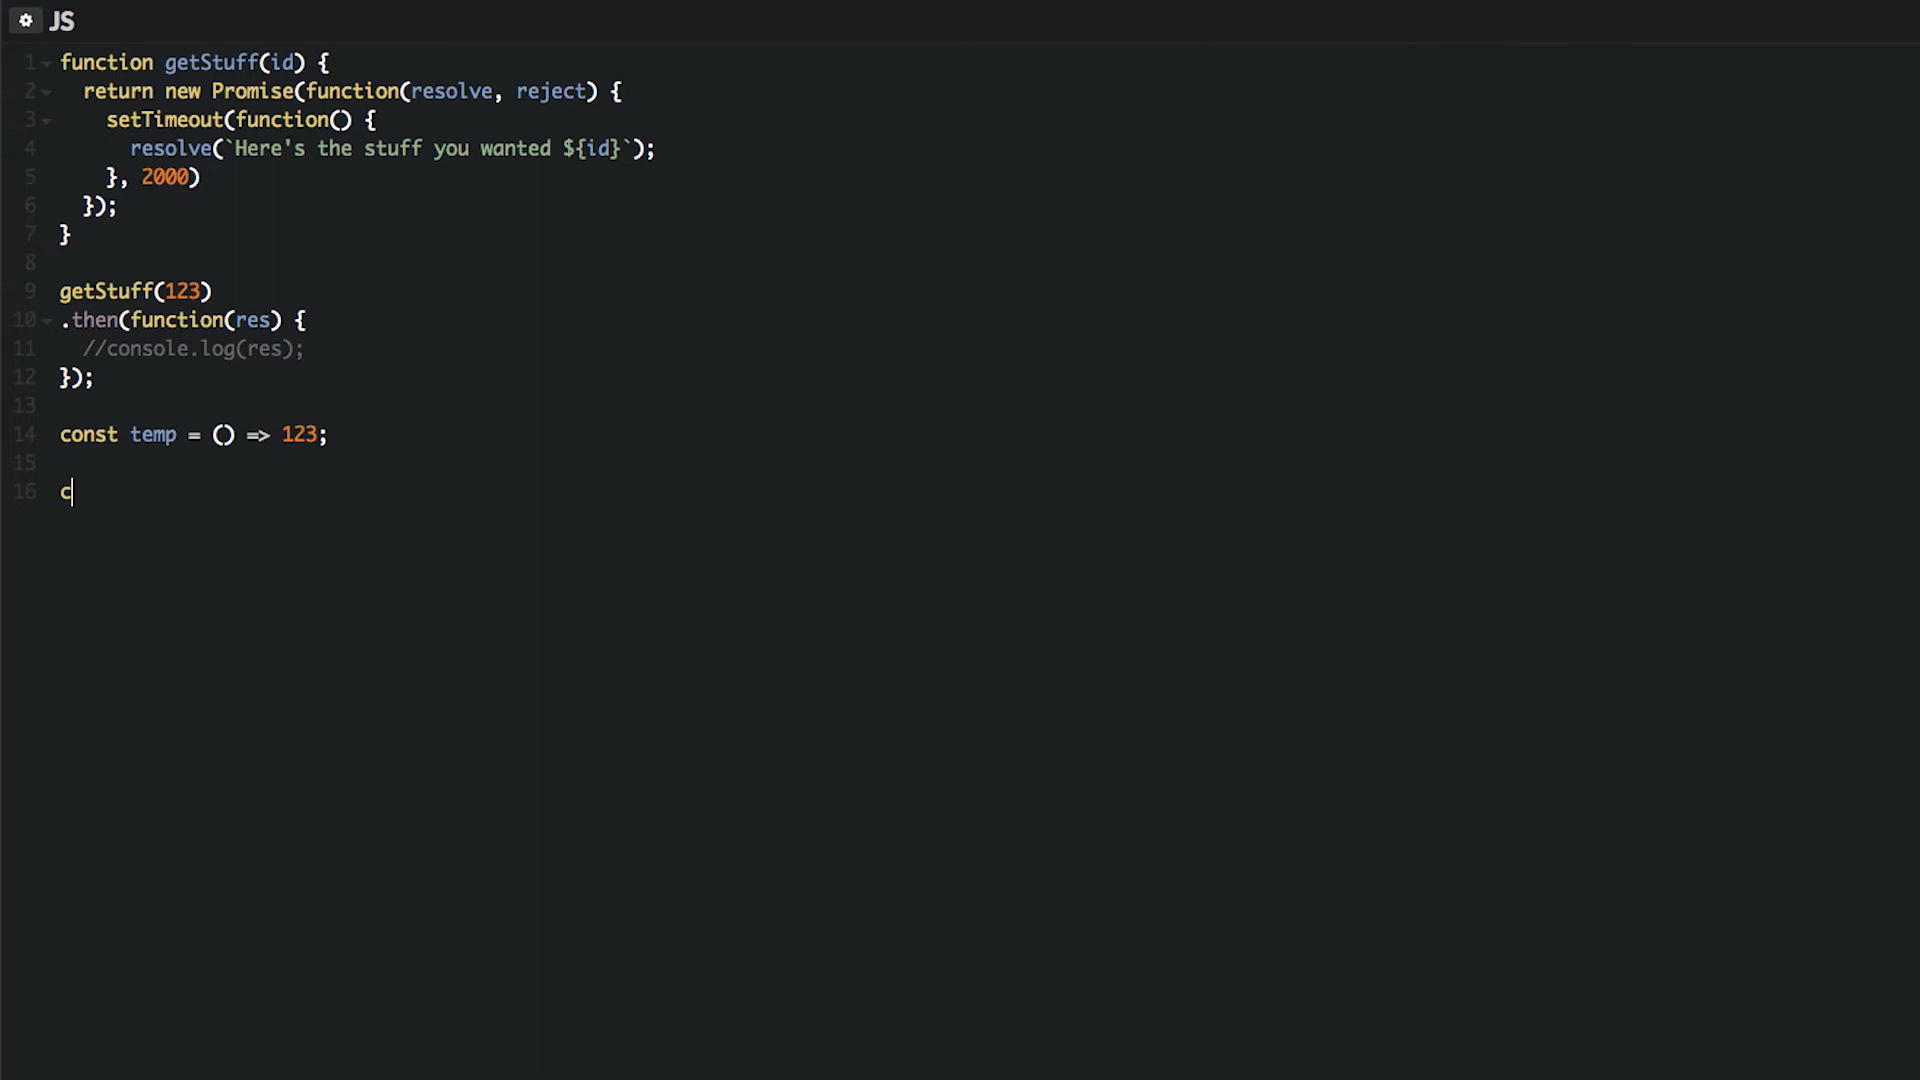 JS
1 function getStuff(id) {
2   return new Promise(function(resolve, reject) {
3     setTimeout(function() {
4       resolve(`Here's the stuff you wanted ${id}`);
5     }, 2000)
6   });
7 }
8
9 getStuff(123)
10 .then(function(res) {
11   //console.log(res);
12 });
13
14 const temp = () => 123;
15
16 c